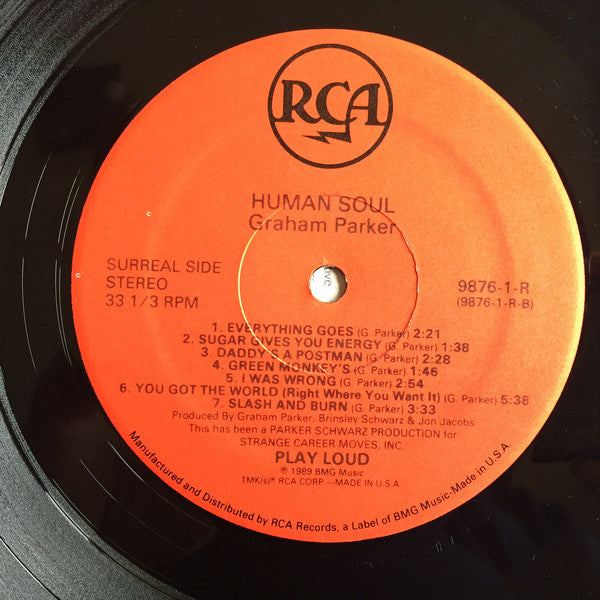 RCA
HUMAN SOUL
Graham Parker
SURREAL SIDE
STEREO
33 1/3 RPM
9876-1-R
(9876-1-R-B)
1. EVERYTHING GOES (G. Parker) 2:21
2. SUGAR GIVES YOU ENERGY (G. Parker) 1:38
3. DADDY'S A POSTMAN (G. Parker) 2:28
4. GREEN MONKEY'S (G. Parker) 1:46
5. I WAS WRONG (G. Parker) 2:54
6. YOU GOT THE WORLD (Right Where You Want It) (G. Parker) 5:38
7. SLASH AND BURN (G. Parker) 3:33
Produced By Graham Parker, Brinsley Schwarz & Jon Jacobs
This has been a PARKER SCHWARZ PRODUCTION for
STRANGE CAREER MOVES, INC.
PLAY LOUD
℗ 1989 BMG Music
TMK(s)® RCA CORP —MADE IN U.S.A.
Manufactured and Distributed by RCA Records, a Label of BMG Music-Made in U.S.A